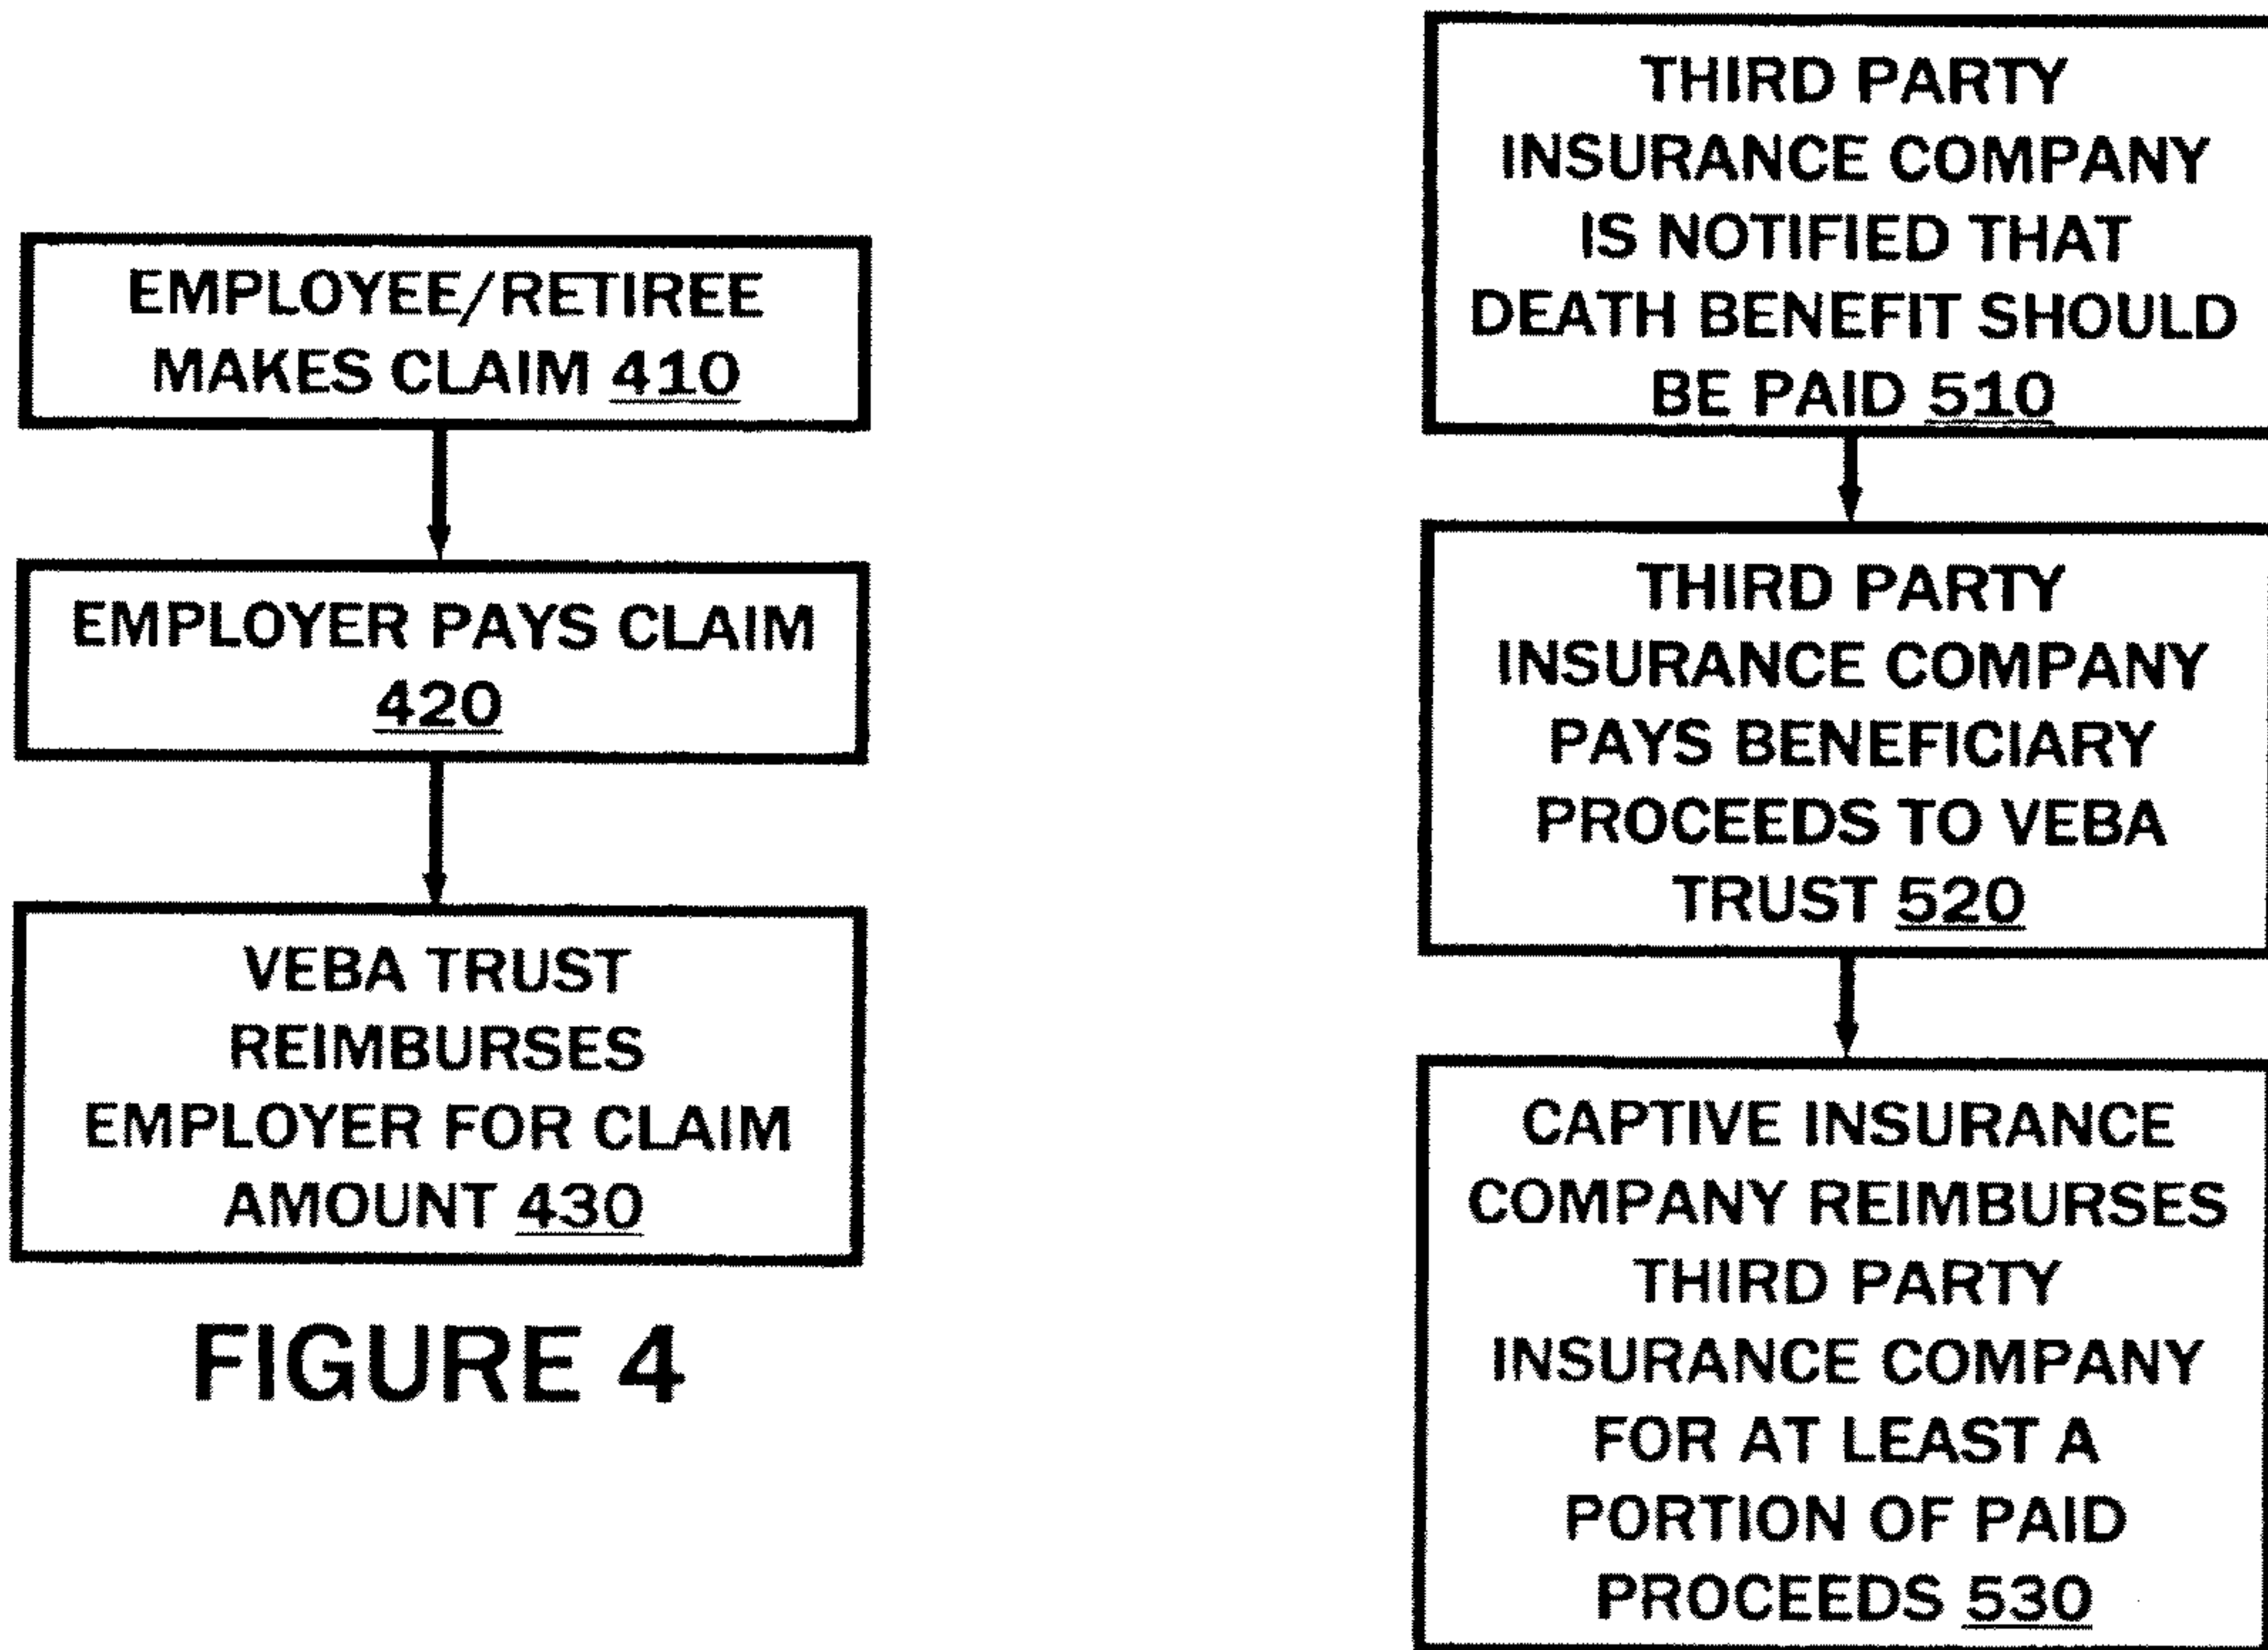 EMPLOYEE/RETIREE
MAKES CLAIM 410
EMPLOYER PAYS CLAIM
420
VEBA TRUST
REIMBURSES
EMPLOYER FOR CLAIM
AMOUNT 430
FIGURE 4
THIRD PARTY
INSURANCE COMPANY
IS NOTIFIED THAT
DEATH BENEFIT SHOULD
BE PAID 510
THIRD PARTY
INSURANCE COMPANY
PAYS BENEFICIARY
PROCEEDS TO VEBA
TRUST 520
CAPTIVE INSURANCE
COMPANY REIMBURSES
THIRD PARTY
INSURANCE COMPANY
FOR AT LEAST A
PORTION OF PAID
PROCEEDS 530